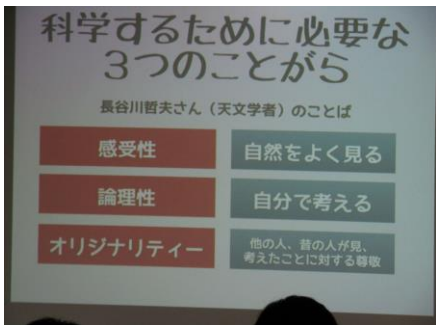 科学するために必要な
3つのことがら
長谷川哲夫さん（天文学者）のことば
感受性
自然をよく見る
論理性
自分で考える
オリジナリティー
他の人、昔の人が見、
考えたことに対する尊敬